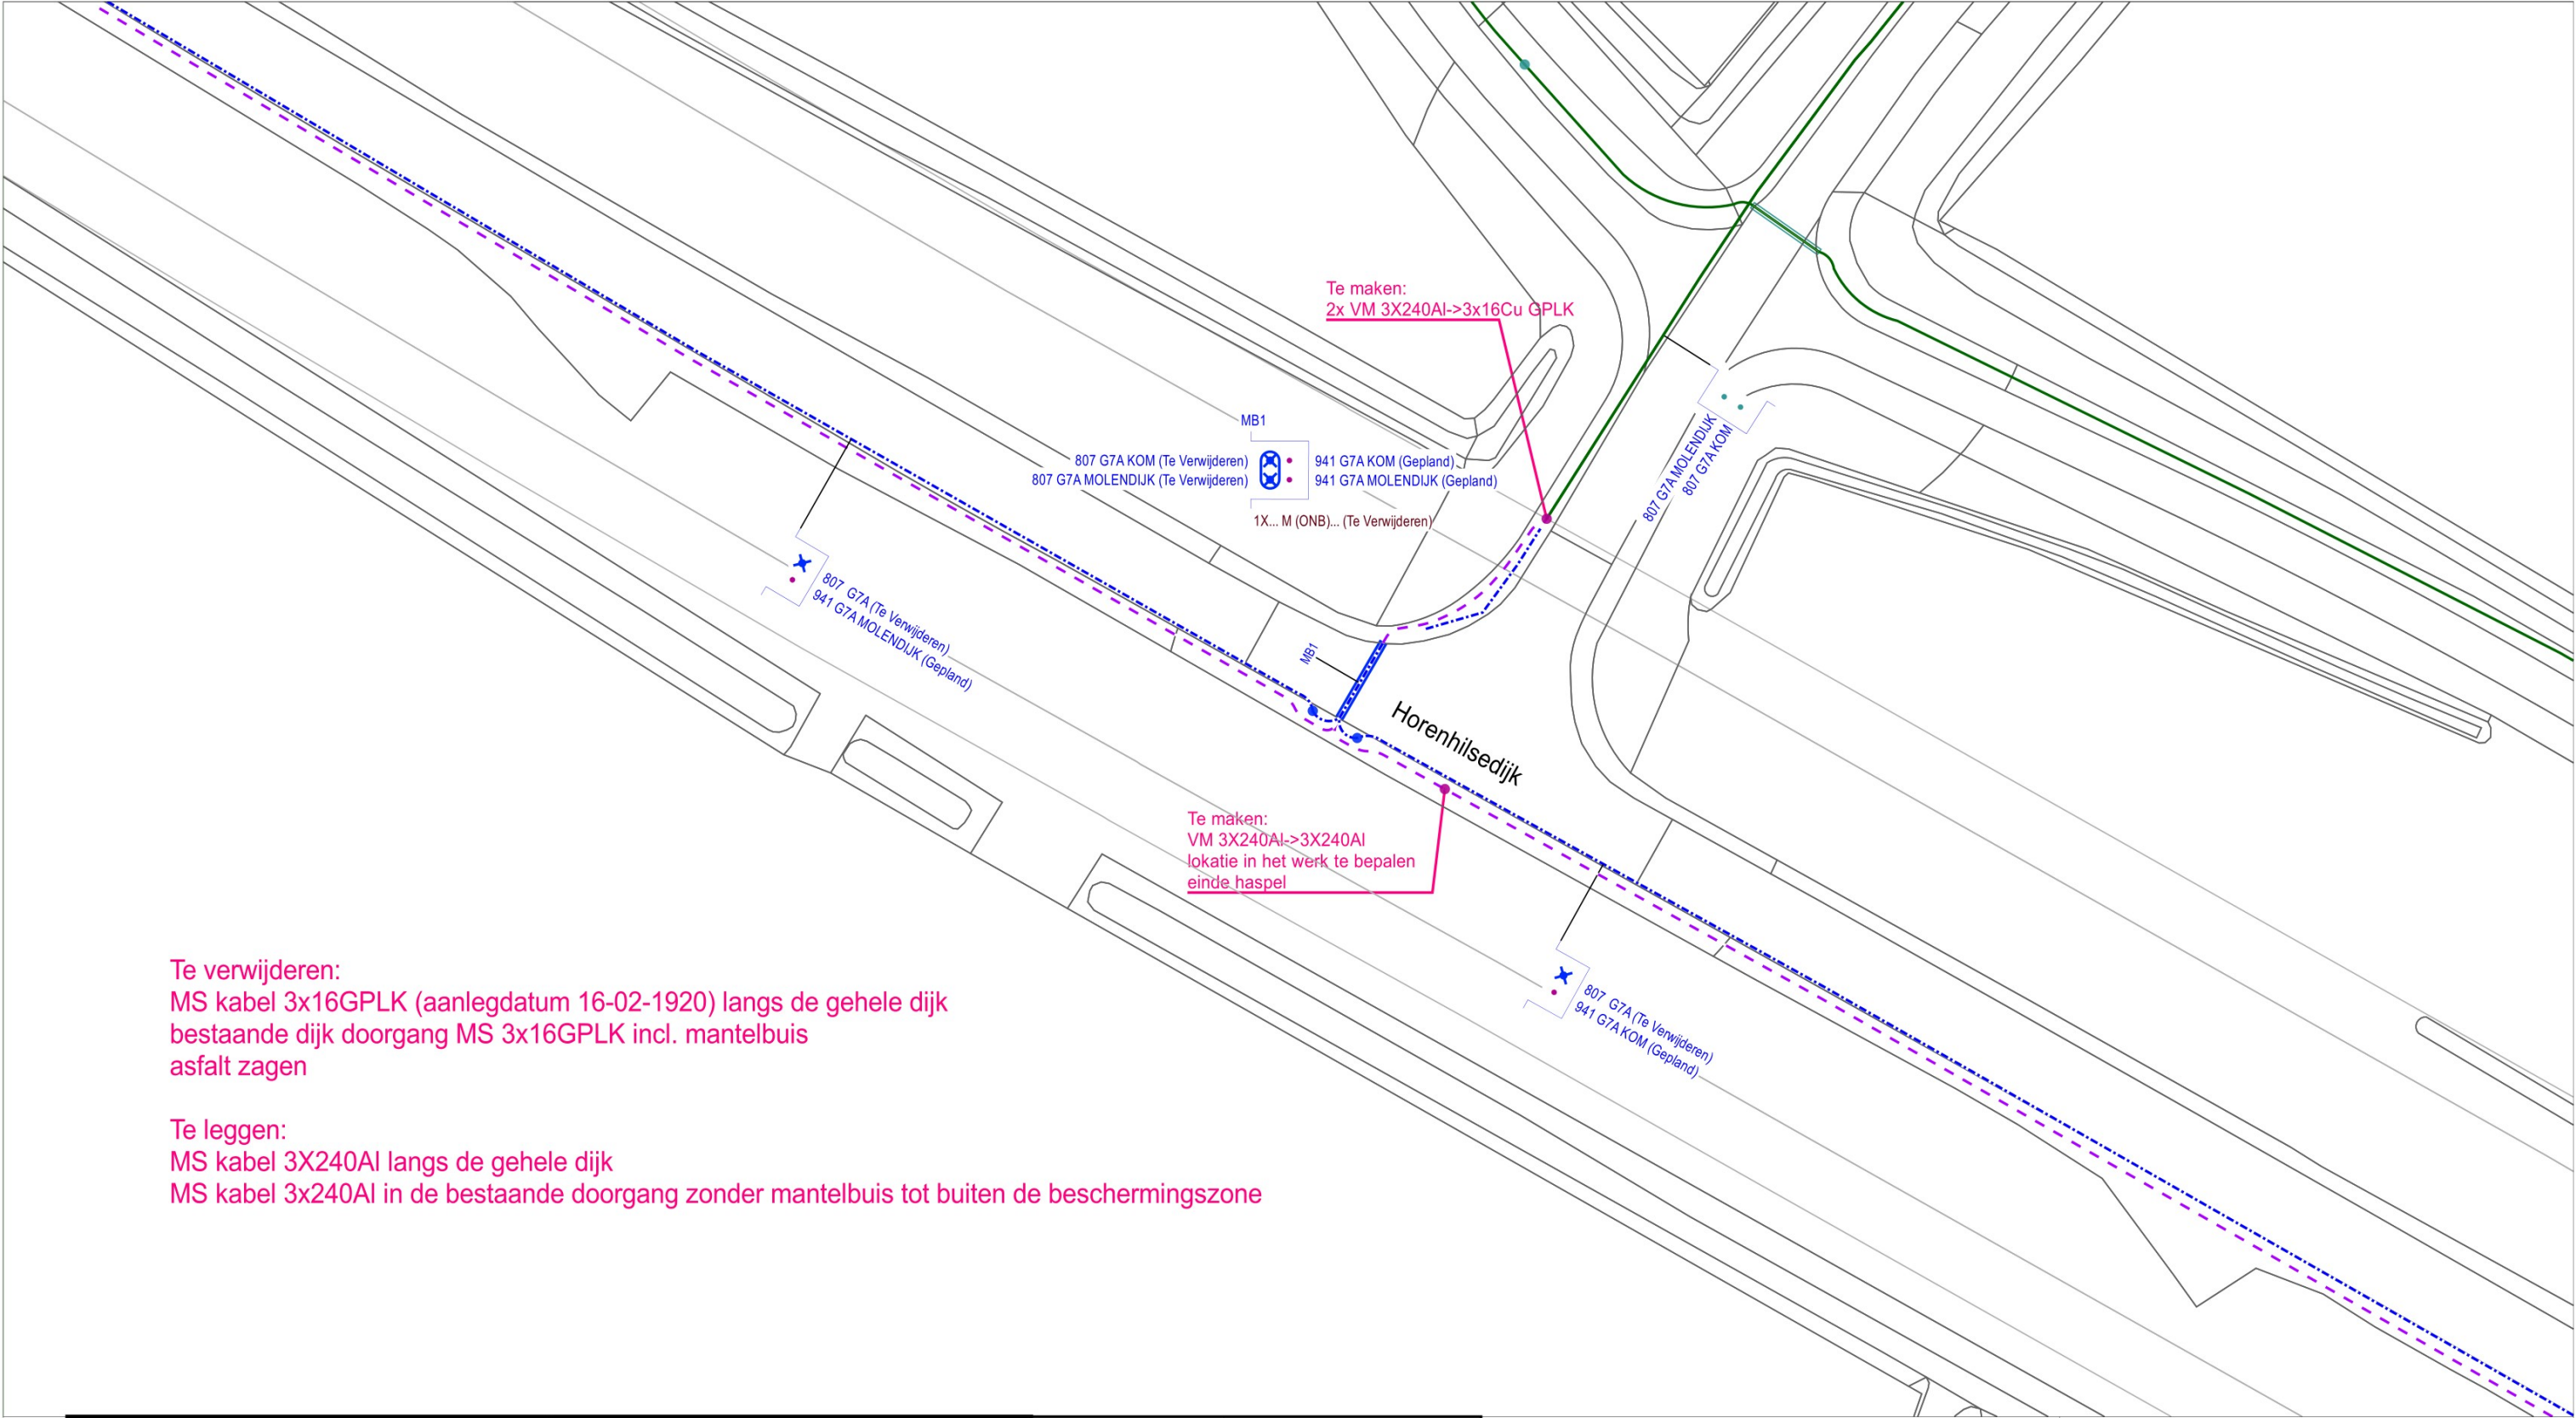 Te maken:
2x VM 3X240Al->3x16Cu GPLK
MB1
807 G7A KOM (Te Verwijderen)
941 G7A KOM (Gepland)
807 G7A MOLENDIJK (Te Verwijderen)
941 G7A MOLENDIJK (Gepland)
1X... M (ONB)... (Te Verwijderen)
807 G7A MOLENDIJK
807 G7A KOM
807 G7A (Te Verwijderen)
941 G7A MOLENDIJK (Gepland)
MB1
Horenhilsedijk
Te maken:
VM 3X240Al->3X240Al
lokatie in het werk te bepalen
einde haspel
807 G7A (Te Verwijderen)
941 G7A KOM (Gepland)
Te verwijderen:
MS kabel 3x16GPLK (aanlegdatum 16-02-1920) langs de gehele dijk
bestaande dijk doorgang MS 3x16GPLK incl. mantelbuis
asfalt zagen
Te leggen:
MS kabel 3X240Al langs de gehele dijk
MS kabel 3x240Al in de bestaande doorgang zonder mantelbuis tot buiten de beschermingszone